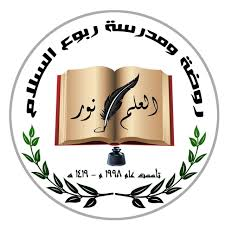 روضة ومدرسة ربوع السلام
العلم نور
تأسست عام ١٩٩٨ م - ١٤١٩ هـ